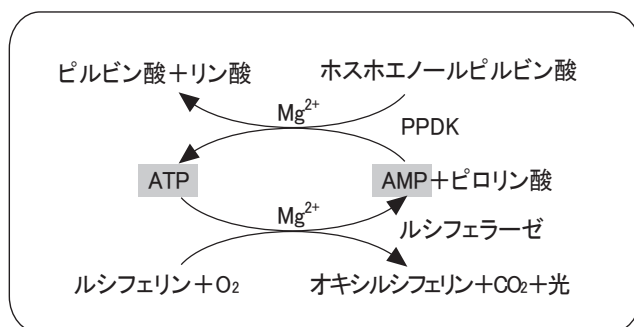 ピルビン酸+リン酸 ホスホエノールピルビン酸
Mg²⁺
PPDK
ATP AMP+ピロリン酸
Mg²⁺
ルシフェラーゼ
ルシフェリン+O₂ オキシルシフェリン+CO₂+光